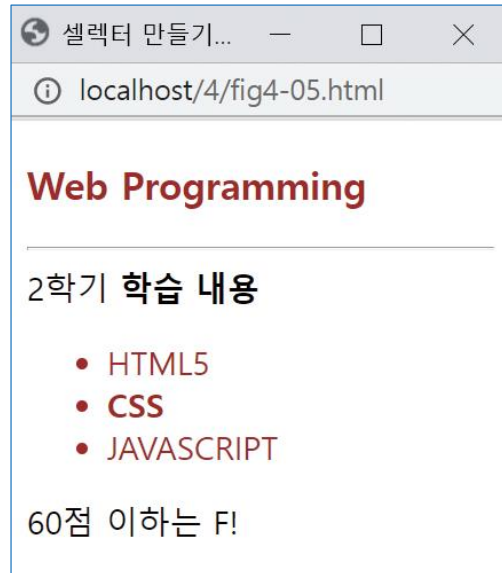 셀렉터 만들기...
localhost/4/fig4-05.html
Web Programming
2학기 학습 내용
• HTML5
• CSS
• JAVASCRIPT
60점 이하는 F!